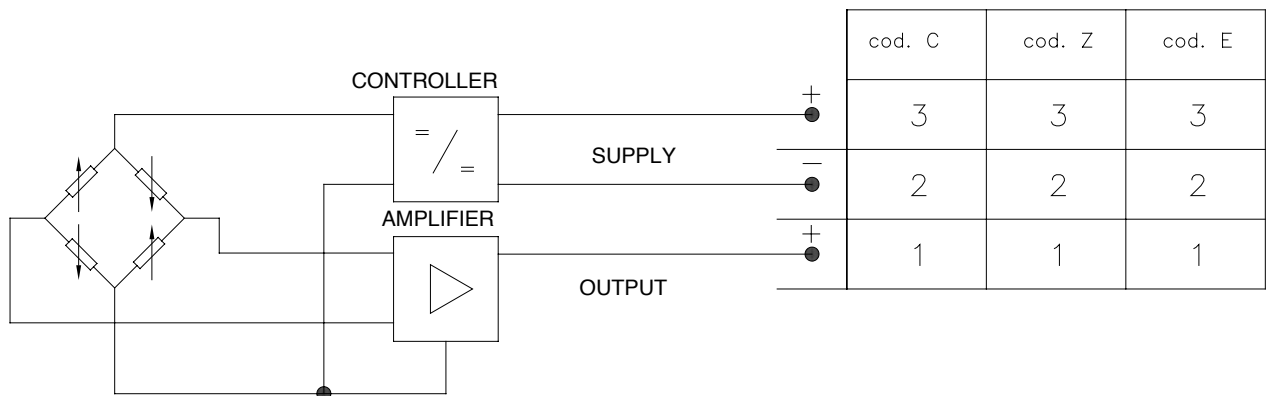 cod. C cod. Z cod. E
CONTROLLER
+ 3 3 3
=/=
SUPPLY
− 2 2 2
AMPLIFIER
+ 1 1 1
OUTPUT